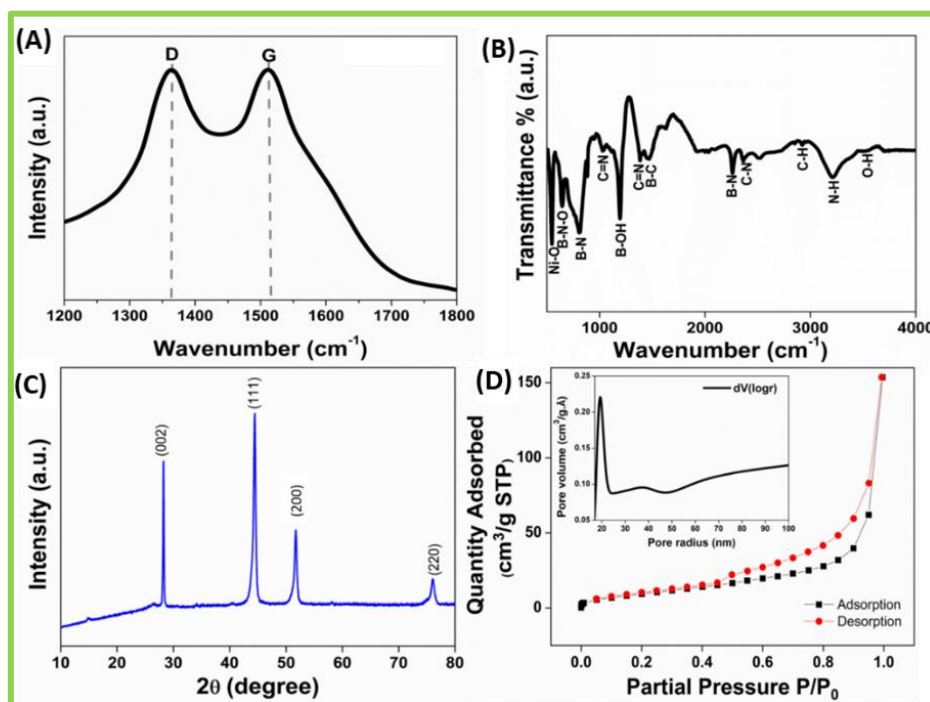 (A)
D
G
Intensity (a.u.)
1200 1300 1400 1500 1600 1700 1800
Wavenumber (cm⁻¹)
(B)
Transmittance % (a.u.)
Ni-O
B-N-O
B-N
C=N
B-OH
C=N
B-C
B-N
C-N
C-H
N-H
O-H
1000 2000 3000 4000
Wavenumber (cm⁻¹)
(C)
(002)
(111)
(200)
(220)
Intensity (a.u.)
10 20 30 40 50 60 70 80
2θ (degree)
(D)
Quantity Adsorbed
(cm³/g STP)
150
100
50
0
0.25
0.20
0.15
0.10
0.05
Pore volume (cm³/g.Å)
dV(logr)
20 30 40 50 60 70 80 90 100
Pore radius (nm)
Adsorption
Desorption
0.0 0.2 0.4 0.6 0.8 1.0
Partial Pressure P/P₀